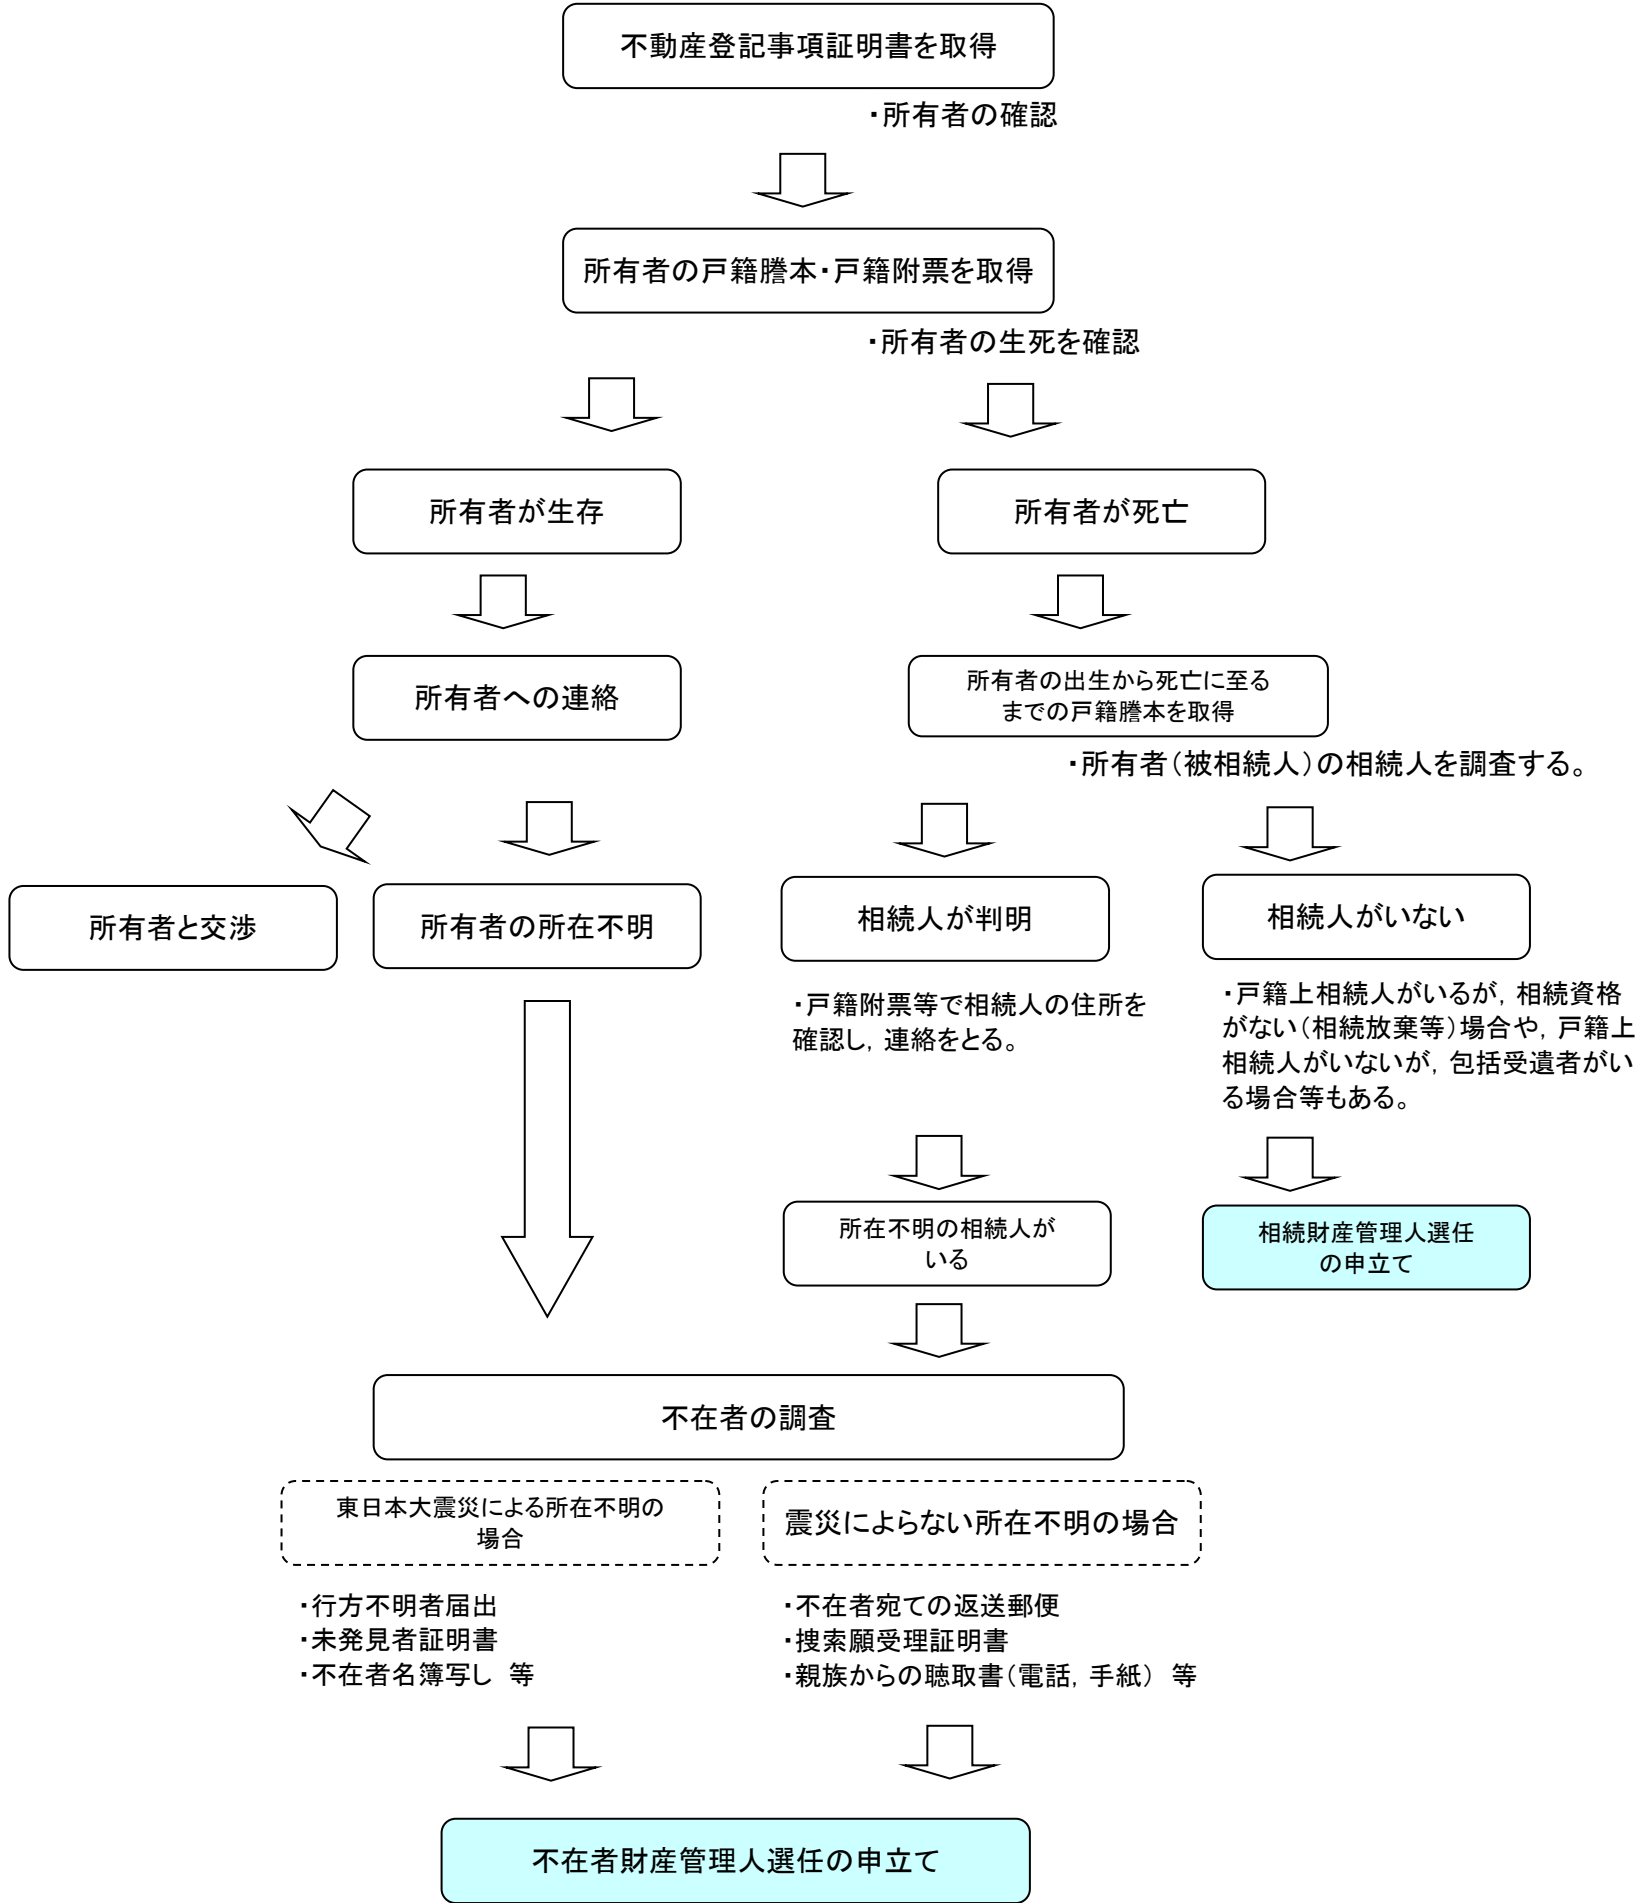 不動産登記事項証明書を取得
・所有者の確認
所有者の戸籍謄本・戸籍附票を取得
・所有者の生死を確認
所有者が生存
所有者が死亡
所有者への連絡
所有者の出生から死亡に至る
までの戸籍謄本を取得
・所有者（被相続人）の相続人を調査する。
所有者と交渉
所有者の所在不明
相続人が判明
相続人がいない
・戸籍附票等で相続人の住所を
確認し，連絡をとる。
・戸籍上相続人がいるが，相続資格
がない（相続放棄等）場合や，戸籍上
相続人がいないが，包括受遺者がい
る場合等もある。
所在不明の相続人が
いる
相続財産管理人選任
の申立て
不在者の調査
東日本大震災による所在不明の
場合
震災によらない所在不明の場合
・行方不明者届出
・未発見者証明書
・不在者名簿写し　等
・不在者宛ての返送郵便
・捜索願受理証明書
・親族からの聴取書（電話，手紙）　等
不在者財産管理人選任の申立て